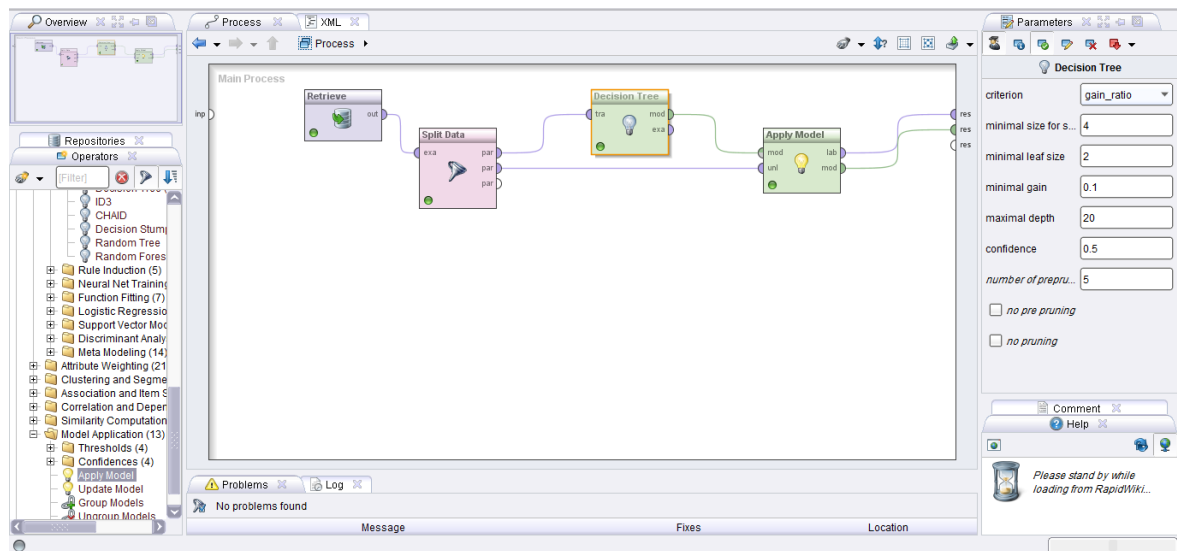 Overview
Process
XML
Parameters
Process
Decision Tree
Main Process
Retrieve
out
inp
Decision Tree
tra
mod
exa
Split Data
exa
par
par
par
Apply Model
mod
lab
unl
mod
res
res
res
criterion
gain_ratio
minimal size for s...
4
minimal leaf size
2
minimal gain
0.1
maximal depth
20
confidence
0.5
number of prepru...
5
no pre pruning
no pruning
Repositories
Operators
[Filter]
ID3
CHAID
Decision Stump
Random Tree
Random Fores
Rule Induction (5)
Neural Net Training
Function Fitting (7)
Logistic Regressio
Support Vector Moc
Discriminant Analy
Meta Modeling (14)
Attribute Weighting (21
Clustering and Segme
Association and Item S
Correlation and Deper
Similarity Computation
Model Application (13)
Thresholds (4)
Confidences (4)
Apply Model
Update Model
Group Models
Ungroup Models
Problems
Log
No problems found
Message
Fixes
Location
Comment
Help
Please stand by while
loading from RapidWiki...